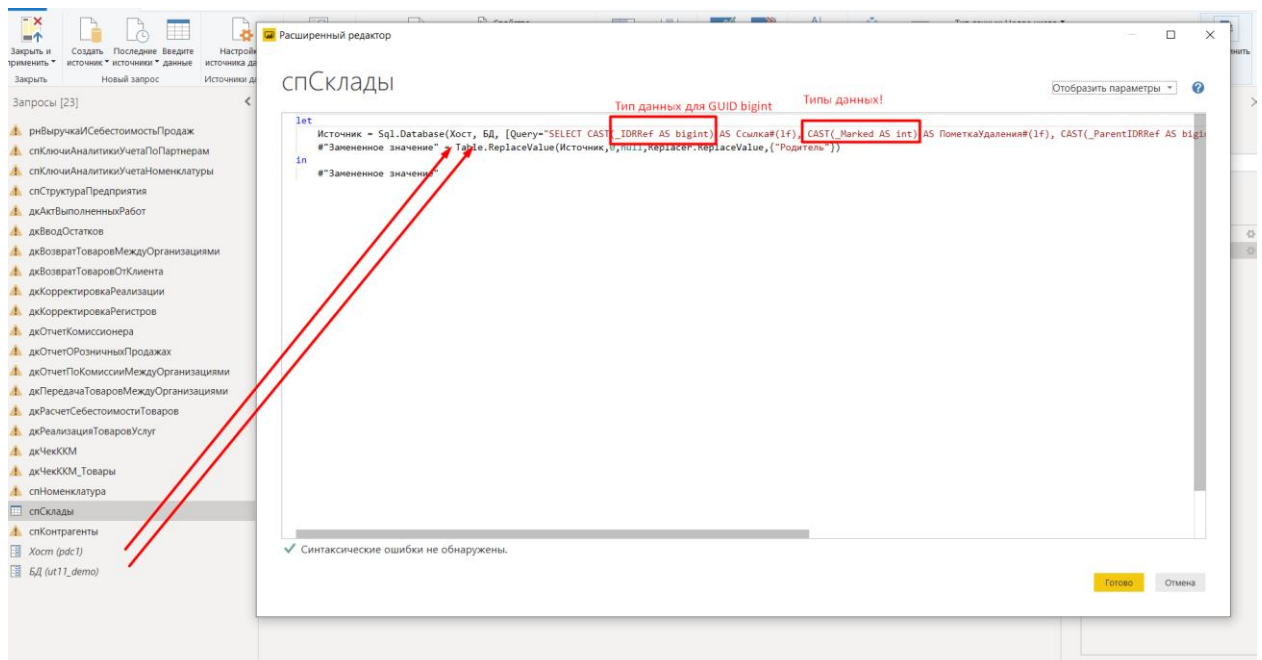 Закрыть и
применить
Создать
источник
Последние
источники
Введите
данные
Закрыть
Новый запрос
Источники
Запросы [23]
рнВыручкаИСебестоимостьПродаж
спКлючиАналитикиУчетаПоПартнерам
спКлючиАналитикиУчетаНоменклатуры
спСтруктураПредприятия
дкАктВыполненныхРабот
дкВводОстатков
дкВозвратТоваровМеждуОрганизациями
дкВозвратТоваровОтКлиента
дкКорректировкаРеализации
дкКорректировкаРегистров
дкОтчетКомиссионера
дкОтчетОРозничныхПродажах
дкОтчетПоКомиссииМеждуОрганизациями
дкПередачаТоваровМеждуОрганизациями
дкРасчетСебестоимостиТоваров
дкРеализацияТоваровУслуг
дкЧекККМ
дкЧекККМ_Товары
спНоменклатура
спСклады
спКонтрагенты
Хост (pdc1)
БД (ut11_demo)
Расширенный редактор
спСклады
Отобразить параметры
Тип данных для GUID bigint
Типы данных!
let
Источник = Sql.Database(Хост, БД, [Query="SELECT CAST(_IDRRef AS bigint) AS Ссылка#(lf), CAST(_Marked AS int) AS ПометкаУдаления#(lf), CAST(_ParentIDRRef AS bigi
#"Замененное значение" = Table.ReplaceValue(Источник,0,null,Replacer.ReplaceValue,{"Родитель"})
in
#"Замененное значение"
Синтаксические ошибки не обнаружены.
Готово
Отмена